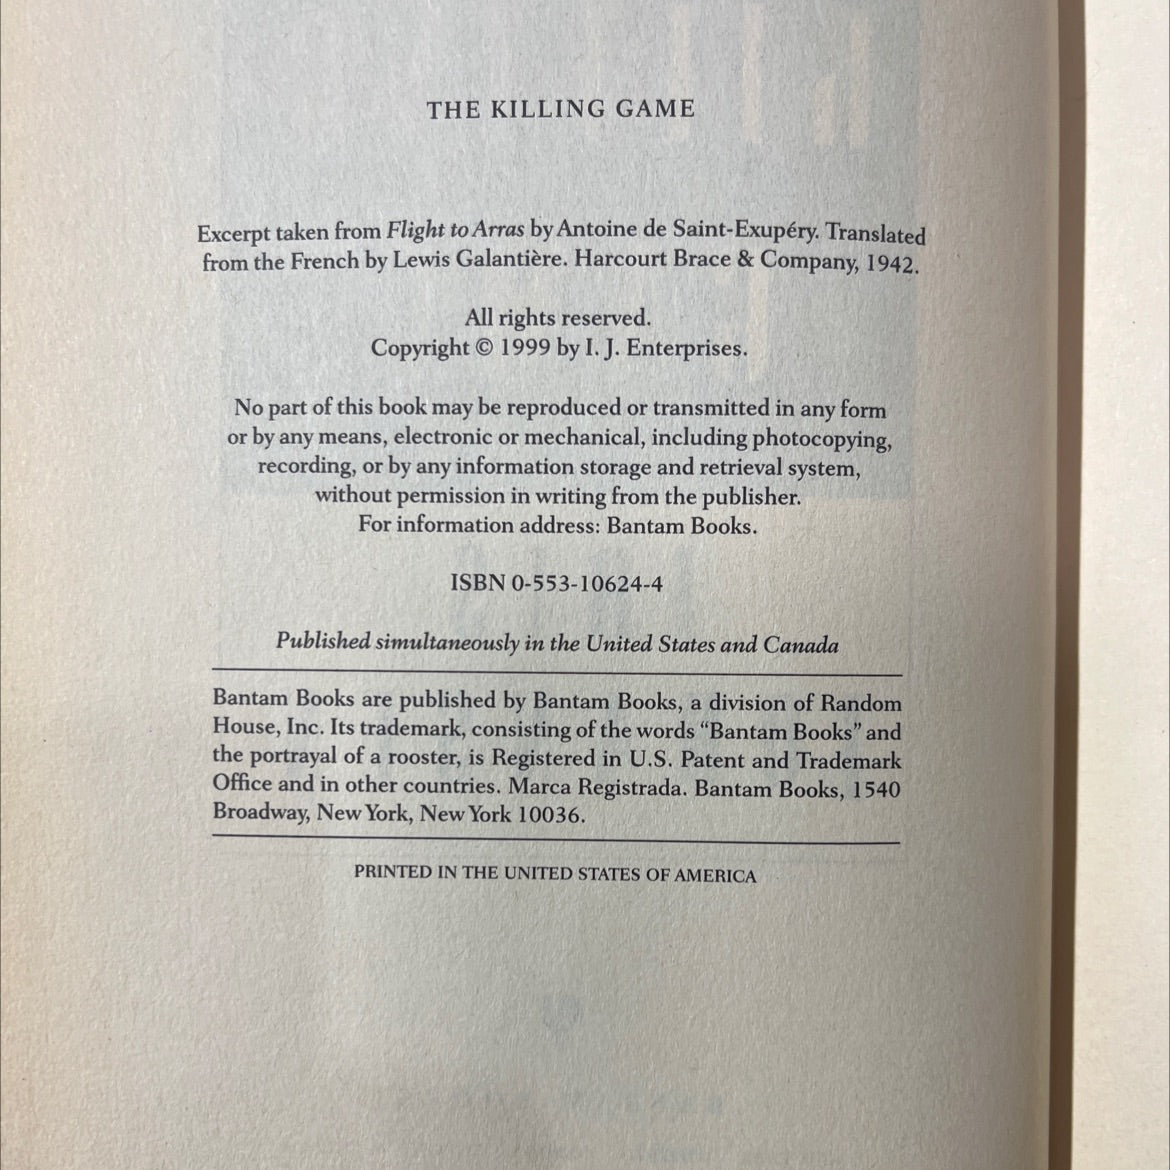 THE KILLING GAME
Excerpt taken from Flight to Arras by Antoine de Saint-Exupéry. Translated
from the French by Lewis Galantière. Harcourt Brace & Company, 1942.
All rights reserved.
Copyright © 1999 by I. J. Enterprises.
No part of this book may be reproduced or transmitted in any form
or by any means, electronic or mechanical, including photocopying,
recording, or by any information storage and retrieval system,
without permission in writing from the publisher.
For information address: Bantam Books.
ISBN 0-553-10624-4
Published simultaneously in the United States and Canada
Bantam Books are published by Bantam Books, a division of Random
House, Inc. Its trademark, consisting of the words “Bantam Books” and
the portrayal of a rooster, is Registered in U.S. Patent and Trademark
Office and in other countries. Marca Registrada. Bantam Books, 1540
Broadway, New York, New York 10036.
PRINTED IN THE UNITED STATES OF AMERICA